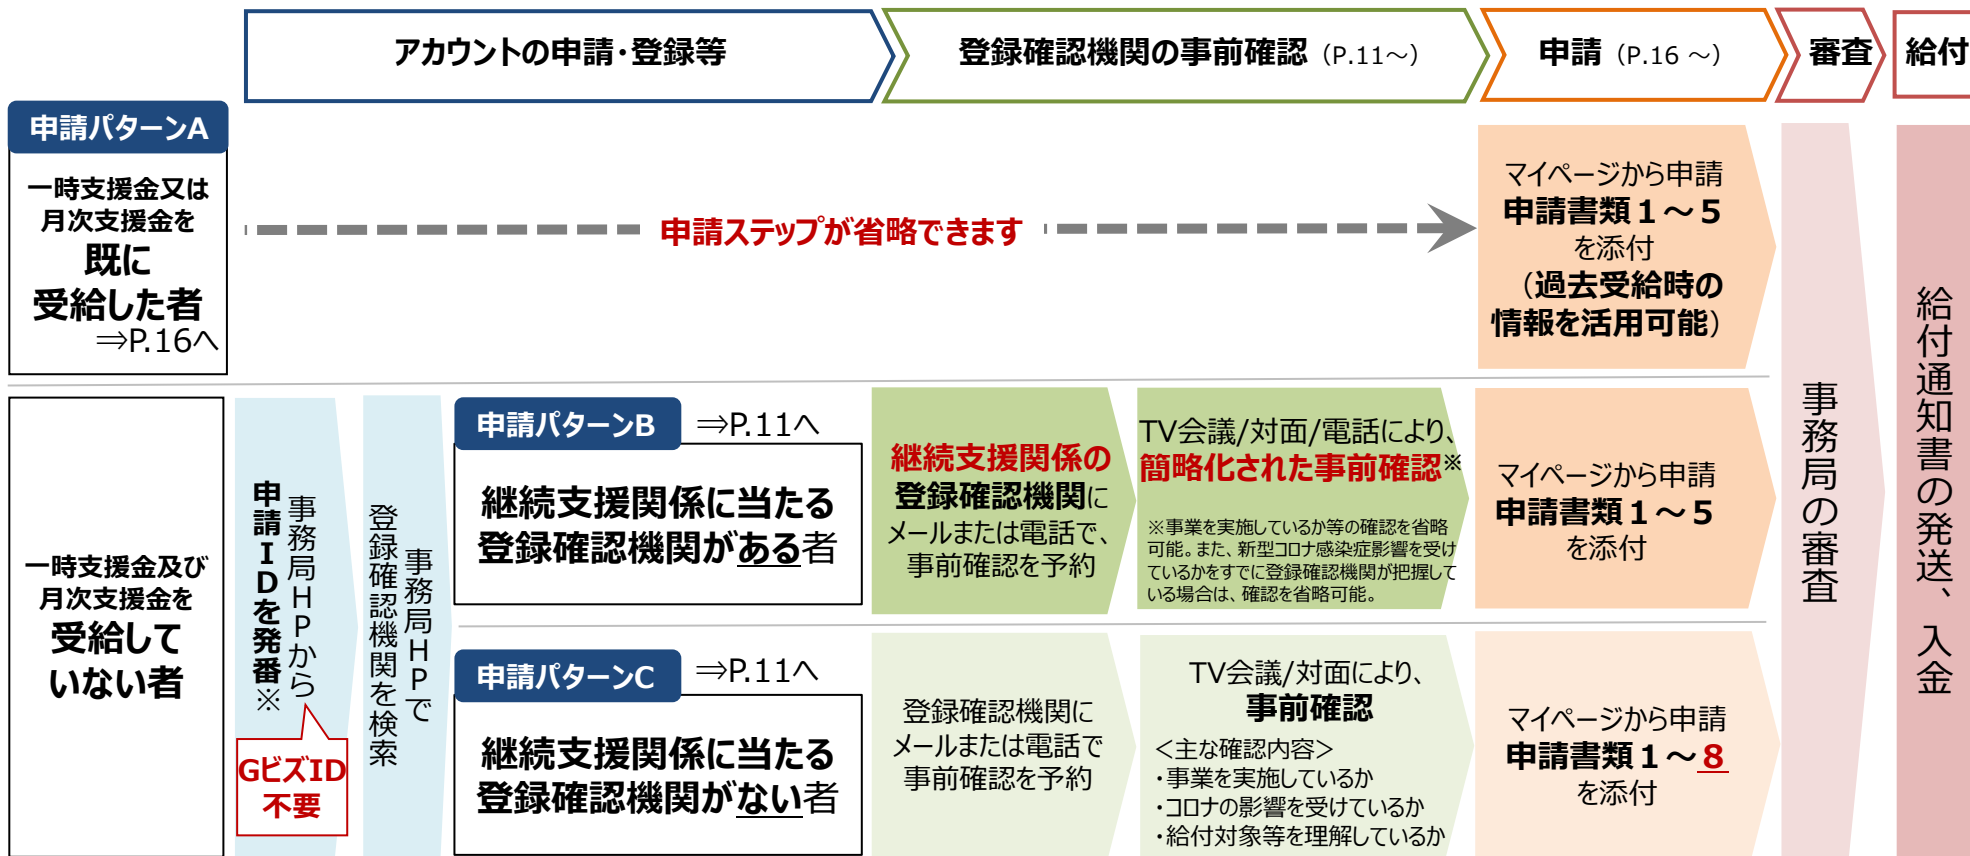 アカウントの申請・登録等
登録確認機関の事前確認（P.11～）
申請（P.16 ～）
審査
給付
申請パターンA
一時支援金又は
月次支援金を
既に
受給した者
⇒P.16へ
申請ステップが省略できます
マイページから申請
申請書類１～５
を添付
（過去受給時の
情報を活用可能）
一時支援金及び
月次支援金を
受給して
いない者
事務局HPから
申請IDを発番※
GビズID
不要
事務局HPで
登録確認機関を検索
申請パターンB
⇒P.11へ
継続支援関係に当たる
登録確認機関がある者
継続支援関係の
登録確認機関に
メールまたは電話で、
事前確認を予約
TV会議/対面/電話により、
簡略化された事前確認※
※事業を実施しているか等の確認を省略
可能。また、新型コロナ感染症影響を受け
ているかをすでに登録確認機関が把握して
いる場合は、確認を省略可能。
マイページから申請
申請書類１～５
を添付
申請パターンC
⇒P.11へ
継続支援関係に当たる
登録確認機関がない者
登録確認機関に
メールまたは電話で
事前確認を予約
TV会議/対面により、
事前確認
＜主な確認内容＞
・事業を実施しているか
・コロナの影響を受けているか
・給付対象等を理解しているか
マイページから申請
申請書類１～８
を添付
事務局の審査
給付通知書の発送、入金